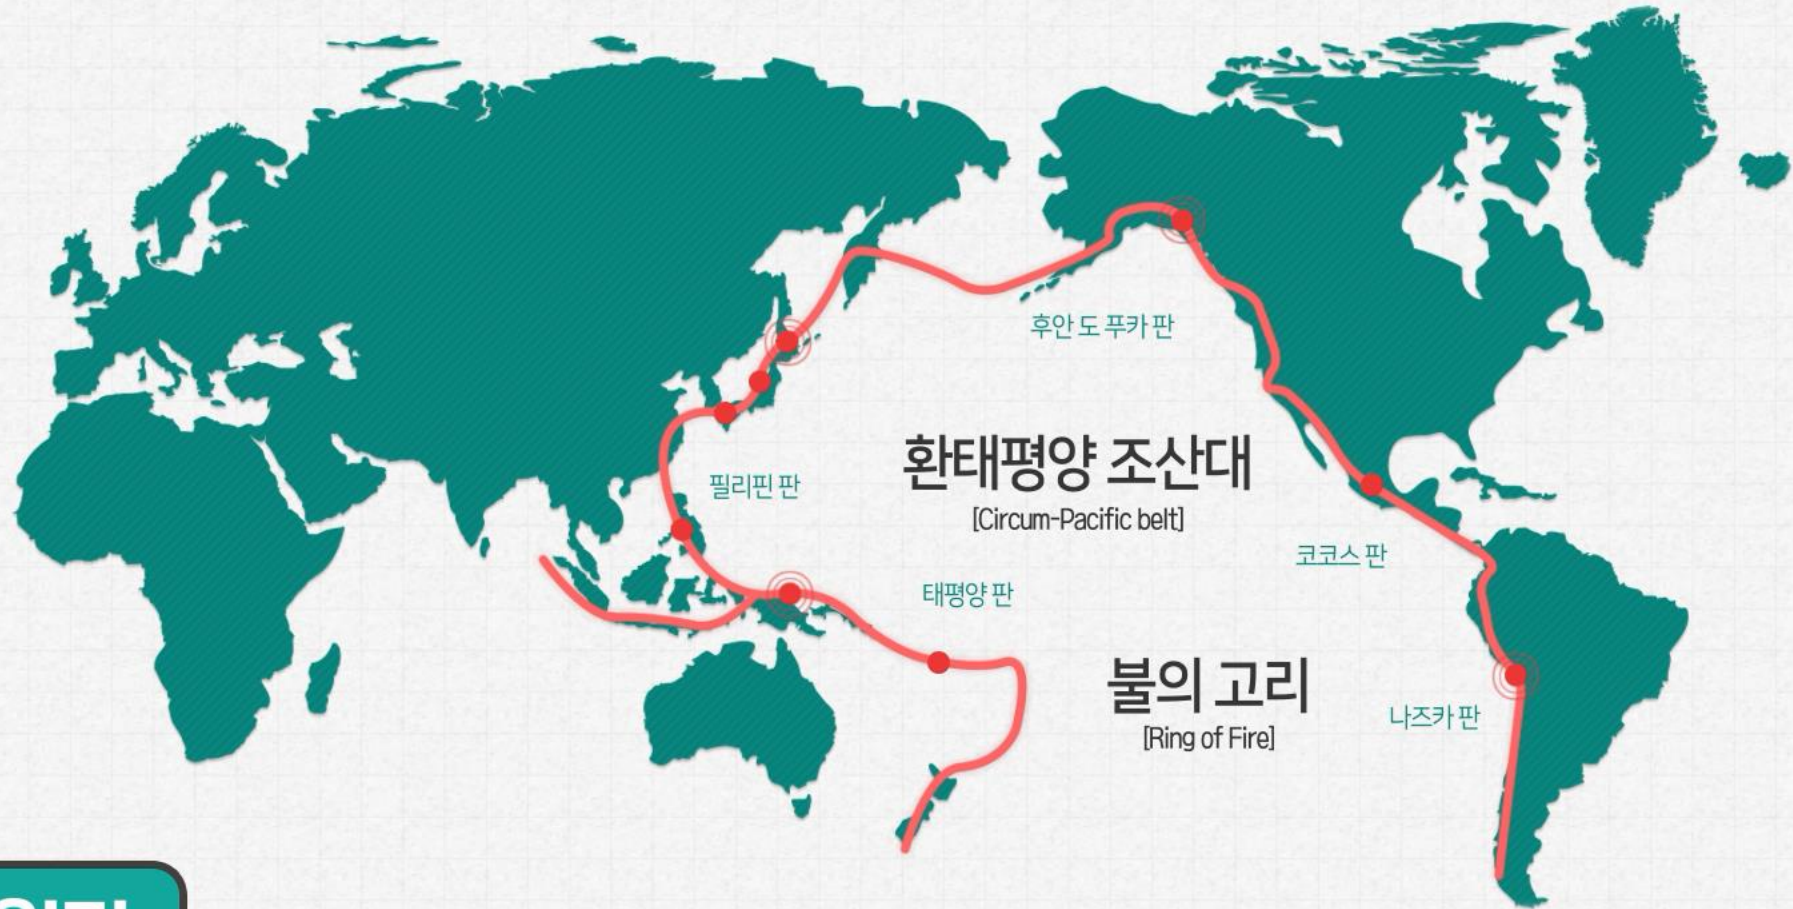 후안 도 푸카 판
환태평양 조산대
[Circum-Pacific belt]
필리핀 판
코코스 판
태평양 판
불의 고리
[Ring of Fire]
나즈카 판